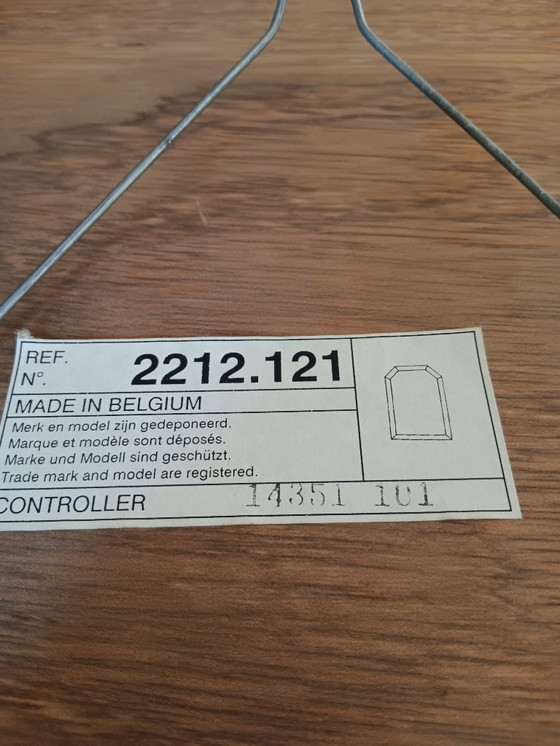 REF.
N°.
2212.121
MADE IN BELGIUM
Merk en model zijn gedeponeerd.
Marque et modèle sont déposés.
Marke und Modell sind geschützt.
Trade mark and model are registered.
CONTROLLER 14351 101